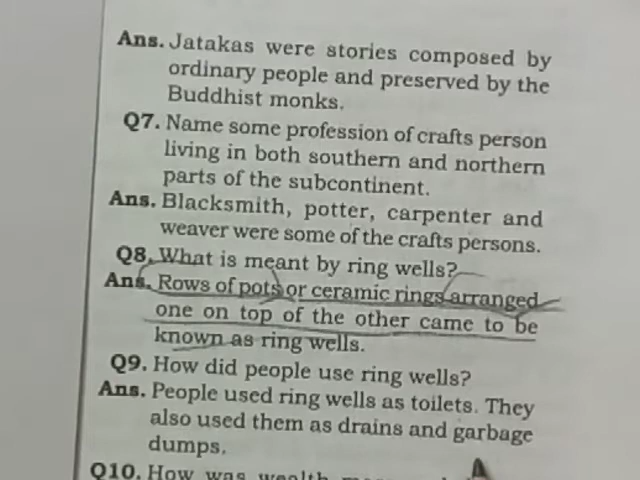 Ans. Jatakas were stories composed by
ordinary people and preserved by the
Buddhist monks.
Q7. Name some profession of crafts person
living in both southern and northern
parts of the subcontinent.
Ans. Blacksmith, potter, carpenter and
weaver were some of the crafts persons.
Q8. What is meant by ring wells?
Ans. Rows of pots or ceramic rings arranged
one on top of the other came to be
known as ring wells.
Q9. How did people use ring wells?
Ans. People used ring wells as toilets. They
also used them as drains and garbage
dumps.
Q10. How was wealth